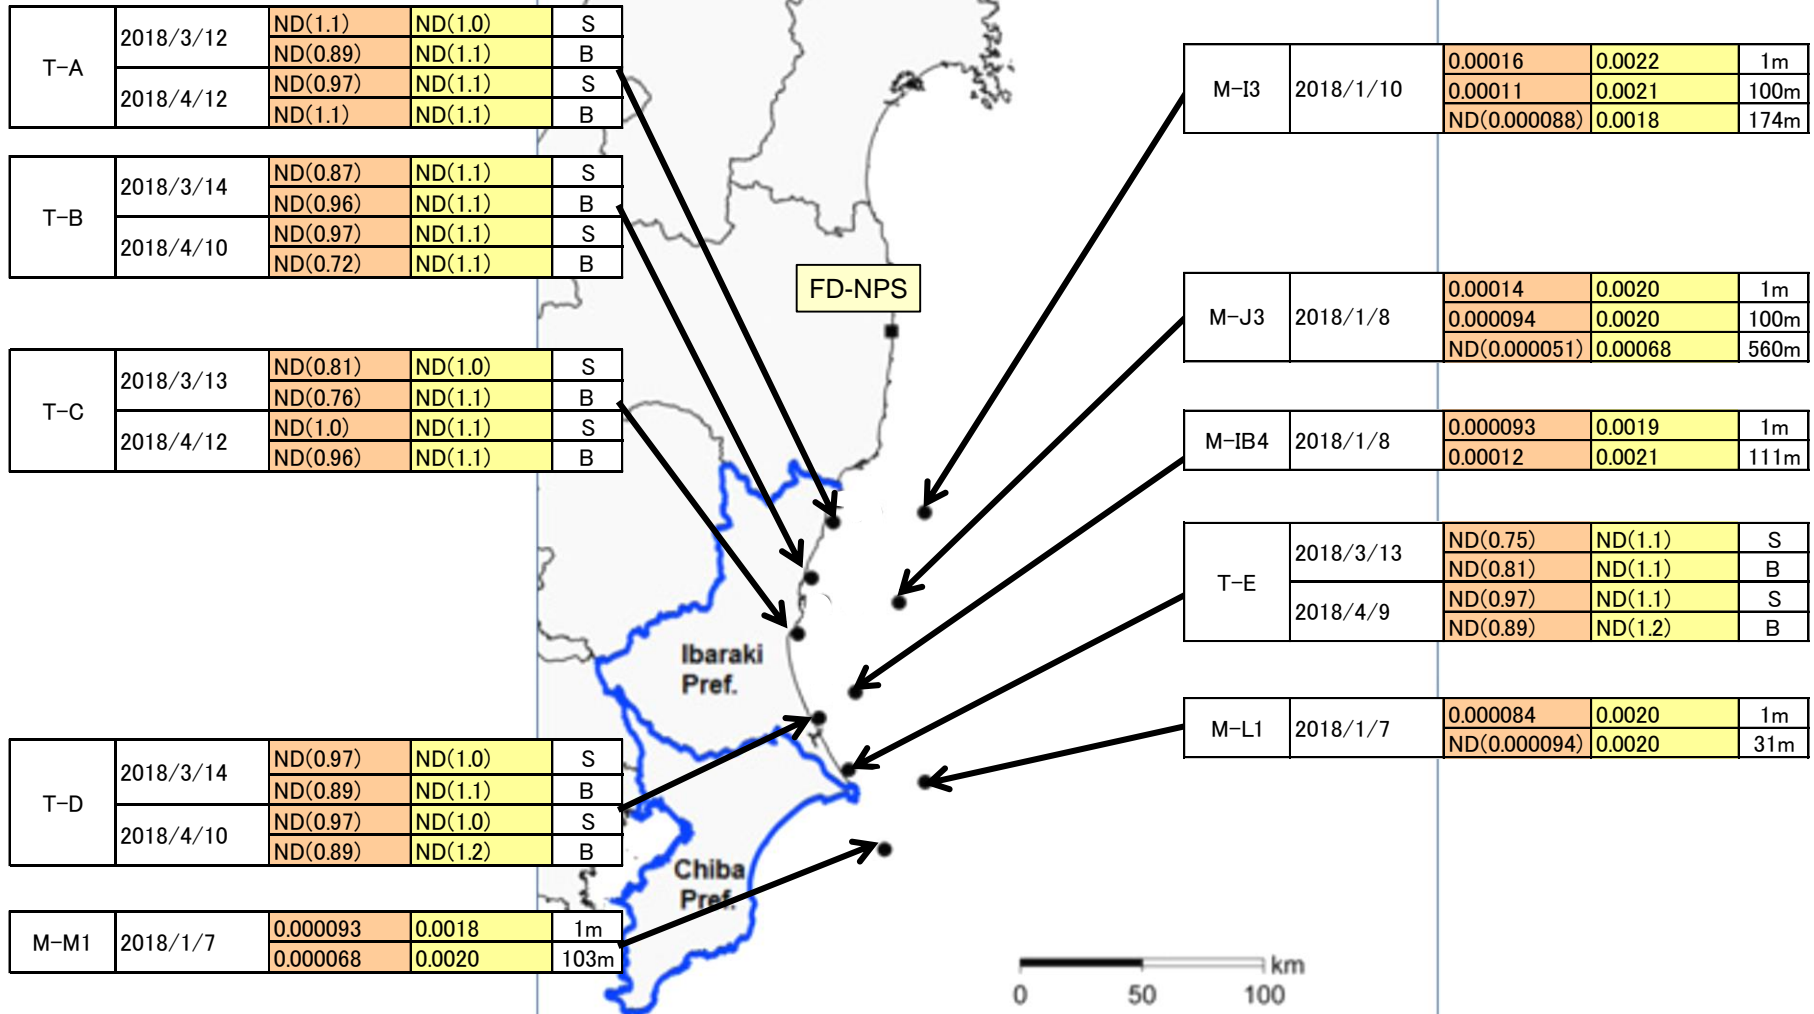 T-A
2018/3/12
ND(1.1) ND(1.0) S
ND(0.89) ND(1.1) B
2018/4/12
ND(0.97) ND(1.1) S
ND(1.1) ND(1.1) B
T-B
2018/3/14
ND(0.87) ND(1.1) S
ND(0.96) ND(1.1) B
2018/4/10
ND(0.97) ND(1.1) S
ND(0.72) ND(1.1) B
T-C
2018/3/13
ND(0.81) ND(1.0) S
ND(0.76) ND(1.1) B
2018/4/12
ND(1.0) ND(1.1) S
ND(0.96) ND(1.1) B
T-D
2018/3/14
ND(0.97) ND(1.0) S
ND(0.89) ND(1.1) B
2018/4/10
ND(0.97) ND(1.0) S
ND(0.89) ND(1.2) B
M-M1
2018/1/7
0.000093 0.0018 1m
0.000068 0.0020 103m
FD-NPS
Ibaraki
Pref.
Chiba
Pref.
M-I3
2018/1/10
0.00016 0.0022 1m
0.00011 0.0021 100m
ND(0.000088) 0.0018 174m
M-J3
2018/1/8
0.00014 0.0020 1m
0.000094 0.0020 100m
ND(0.000051) 0.00068 560m
M-IB4
2018/1/8
0.000093 0.0019 1m
0.00012 0.0021 111m
T-E
2018/3/13
ND(0.75) ND(1.1) S
ND(0.81) ND(1.1) B
2018/4/9
ND(0.97) ND(1.1) S
ND(0.89) ND(1.2) B
M-L1
2018/1/7
0.000084 0.0020 1m
ND(0.000094) 0.0020 31m
km
0 50 100